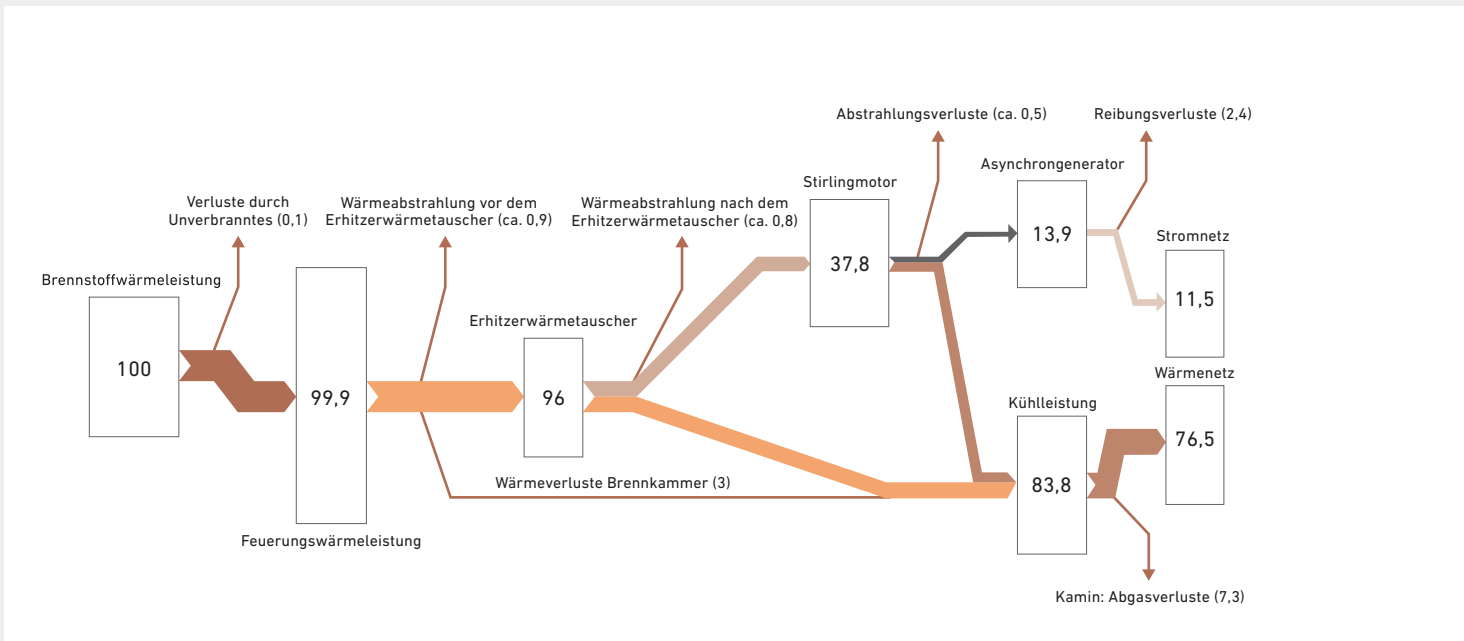 Abstrahlungsverluste (ca. 0,5)
Reibungsverluste (2,4)
Asynchrongenerator
Stirlingmotor
Verluste durch
Unverbranntes (0,1)
Wärmeabstrahlung vor dem
Erhitzerwärmetauscher (ca. 0,9)
Wärmeabstrahlung nach dem
Erhitzerwärmetauscher (ca. 0,8)
13,9
Stromnetz
37,8
Brennstoffwärmeleistung
11,5
Erhitzerwärmetauscher
100
Wärmenetz
99,9
96
Kühlleistung
76,5
Wärmeverluste Brennkammer (3)
83,8
Feuerungswärmeleistung
Kamin: Abgasverluste (7,3)